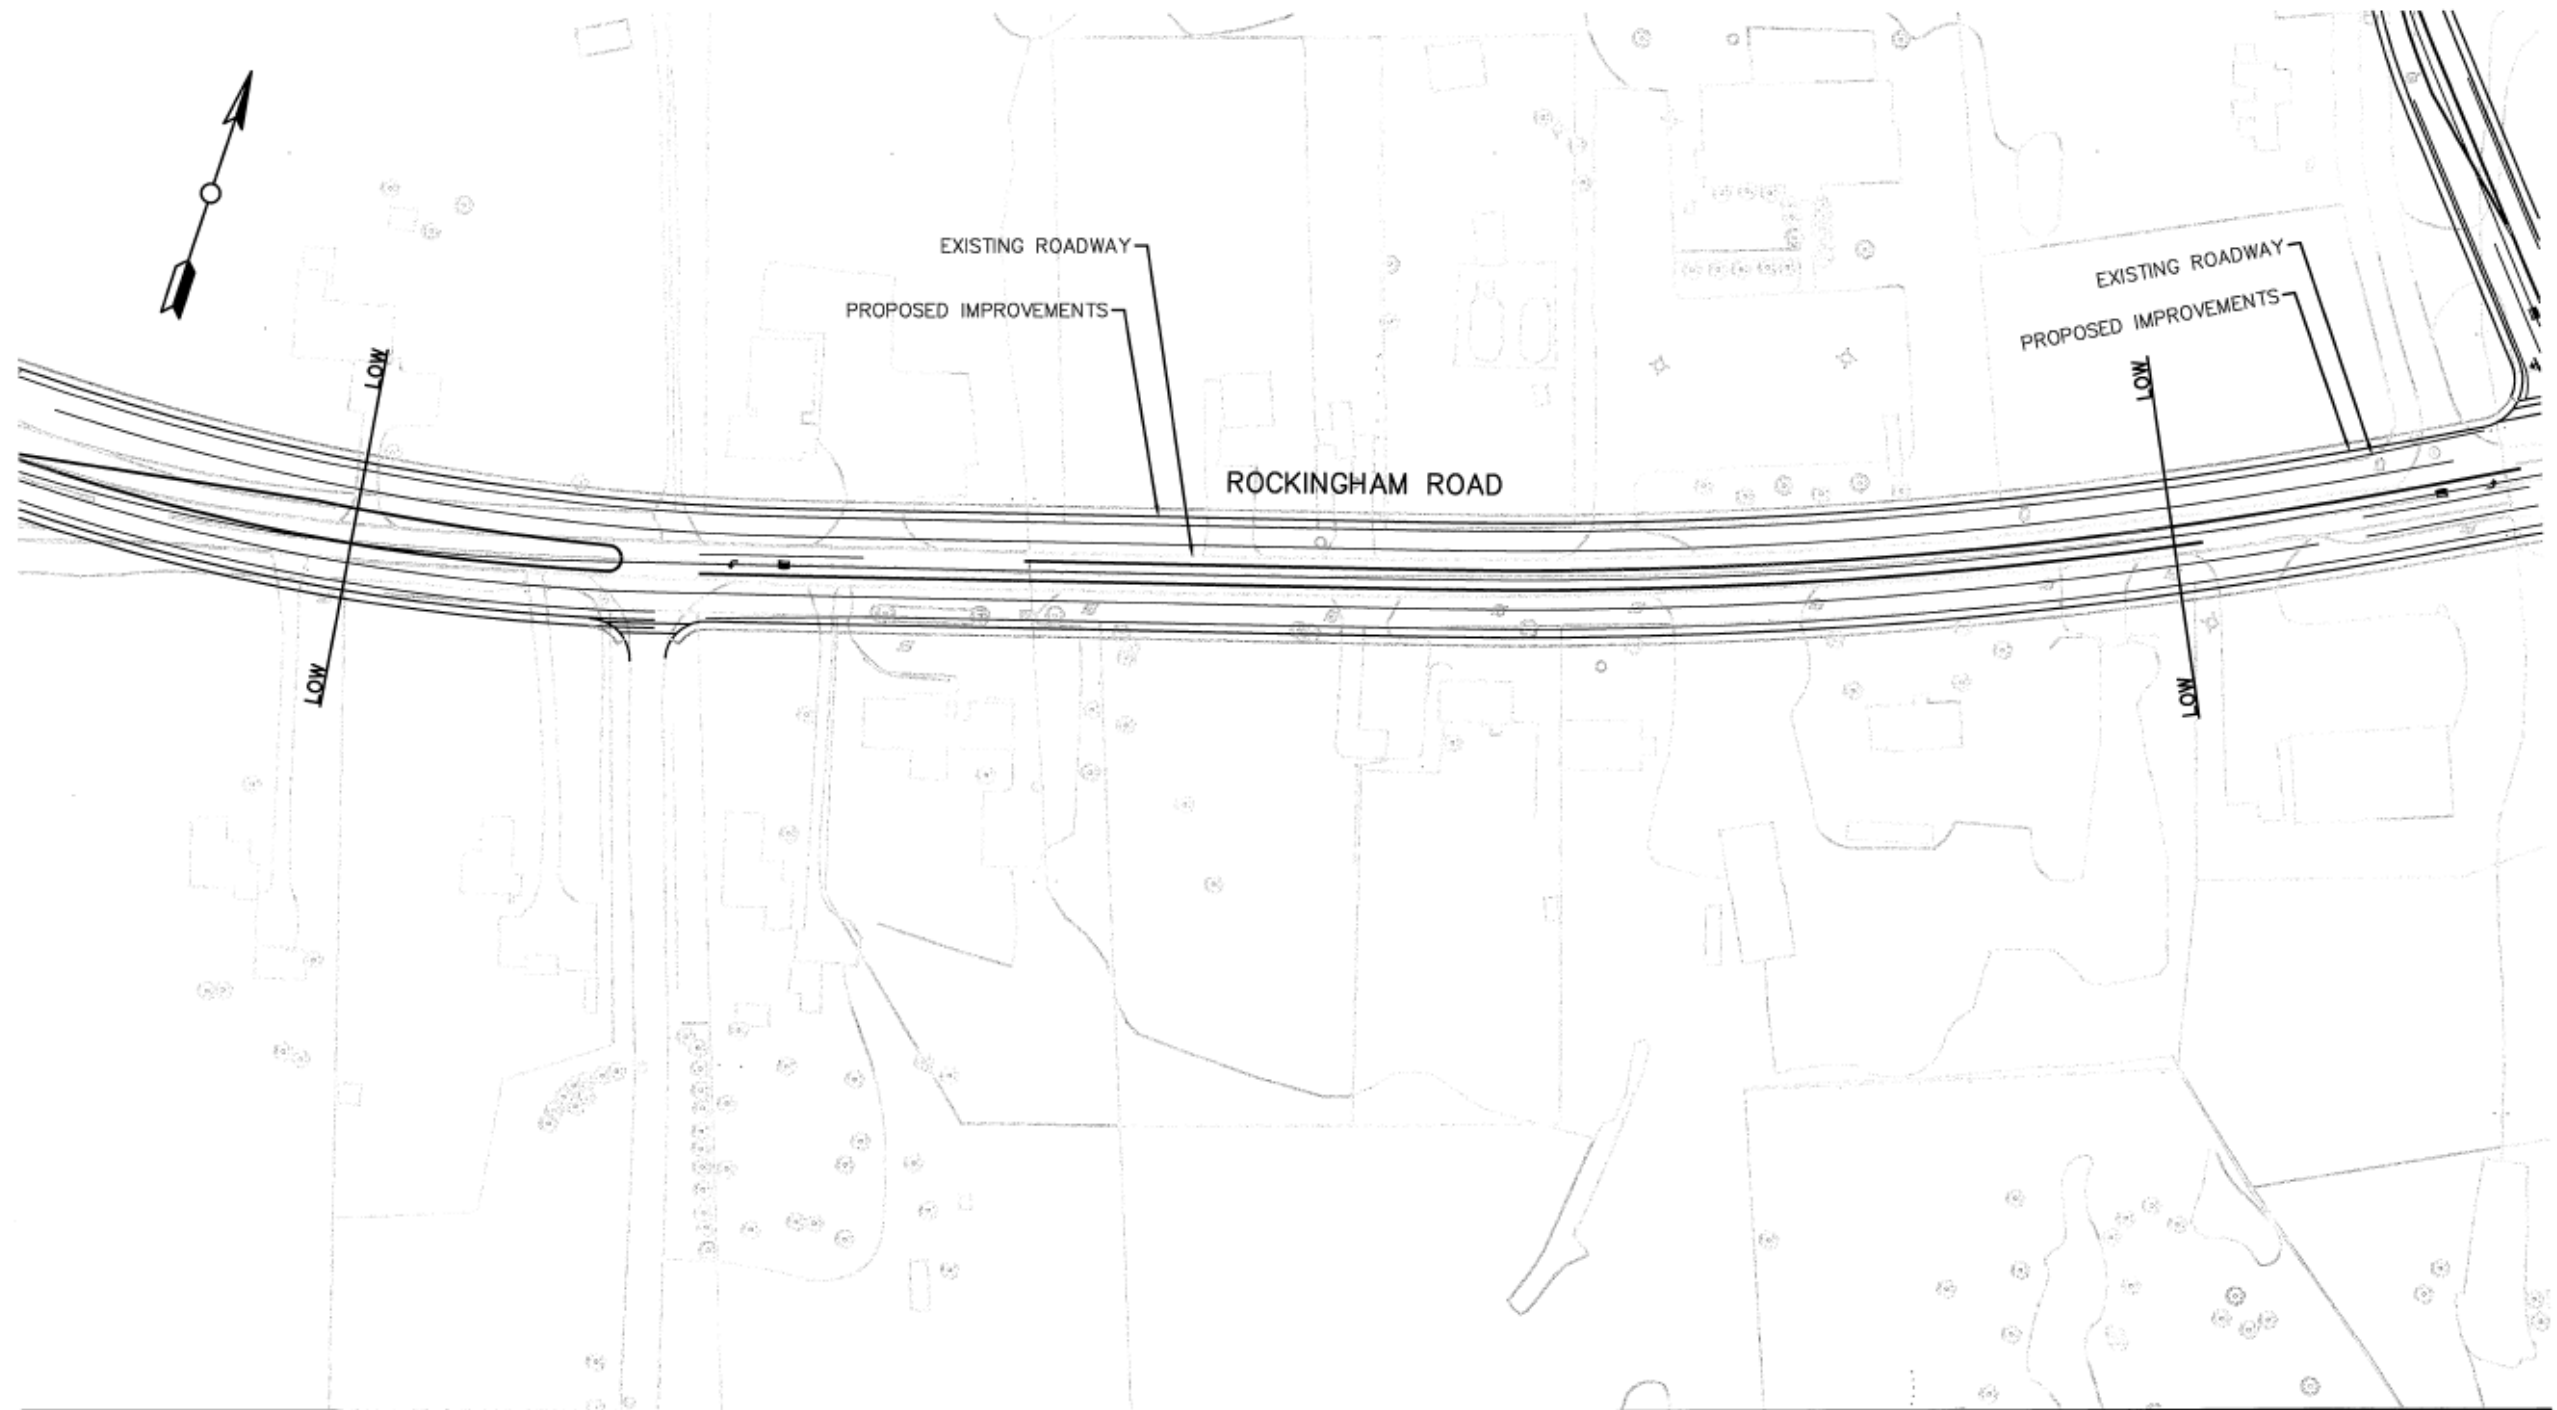 EXISTING ROADWAY
PROPOSED IMPROVEMENTS
EXISTING ROADWAY
PROPOSED IMPROVEMENTS
LOW
LOW
ROCKINGHAM ROAD
LOW
LOW